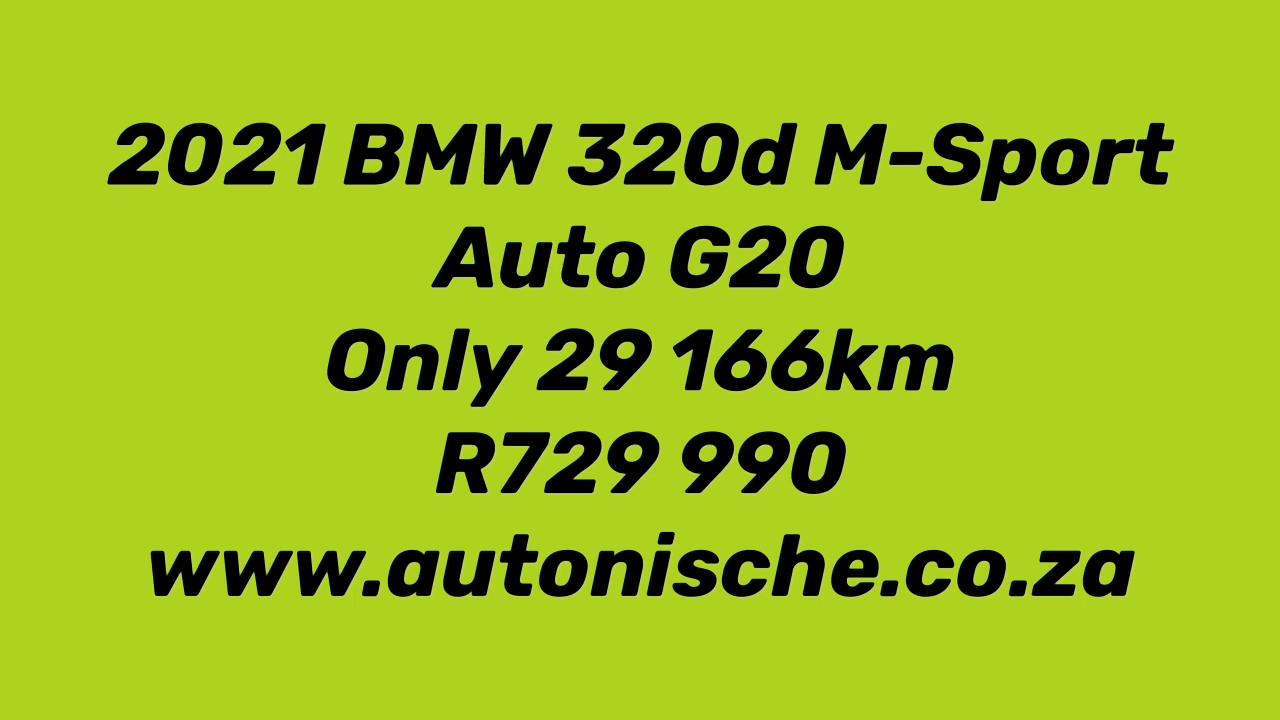 2021 BMW 320d M-Sport
Auto G20
Only 29 166km
R729 990
www.autonische.co.za